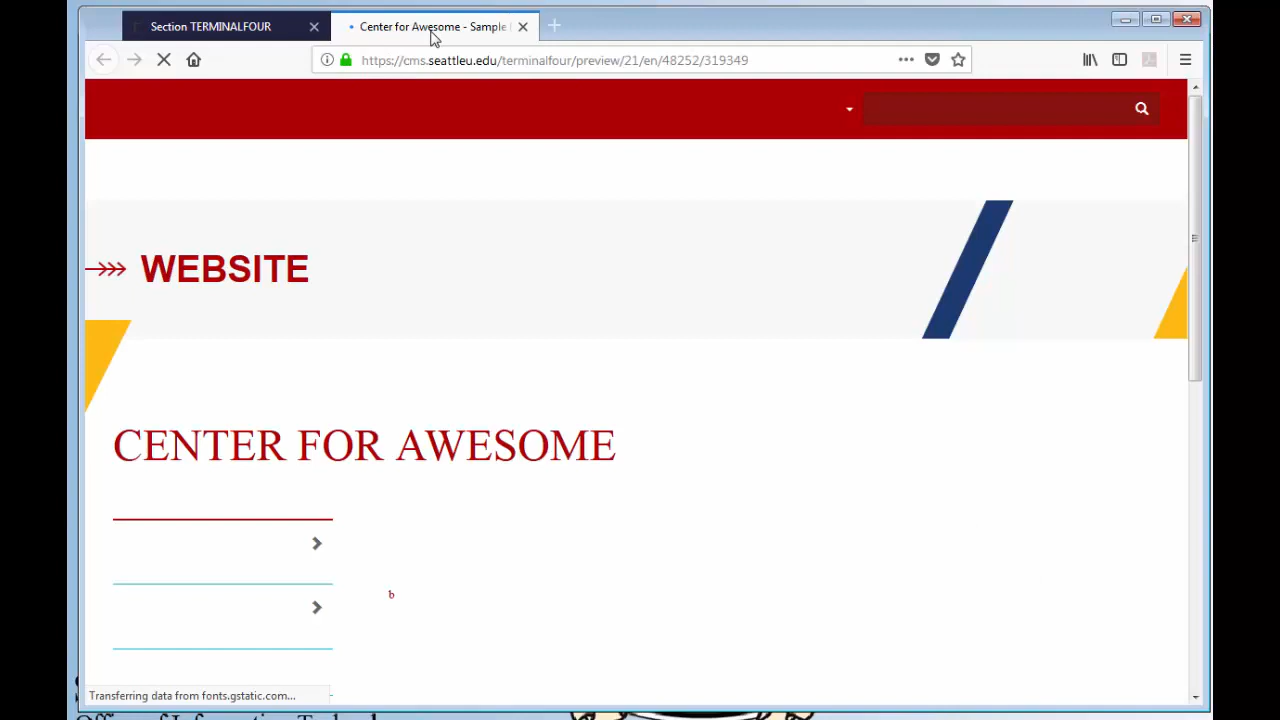 Section TERMINALFOUR
Center for Awesome - Sample
https://cms.seattleu.edu/terminalfour/preview/21/en/48252/319349
WEBSITE
CENTER FOR AWESOME
b
Transferring data from fonts.gstatic.com...